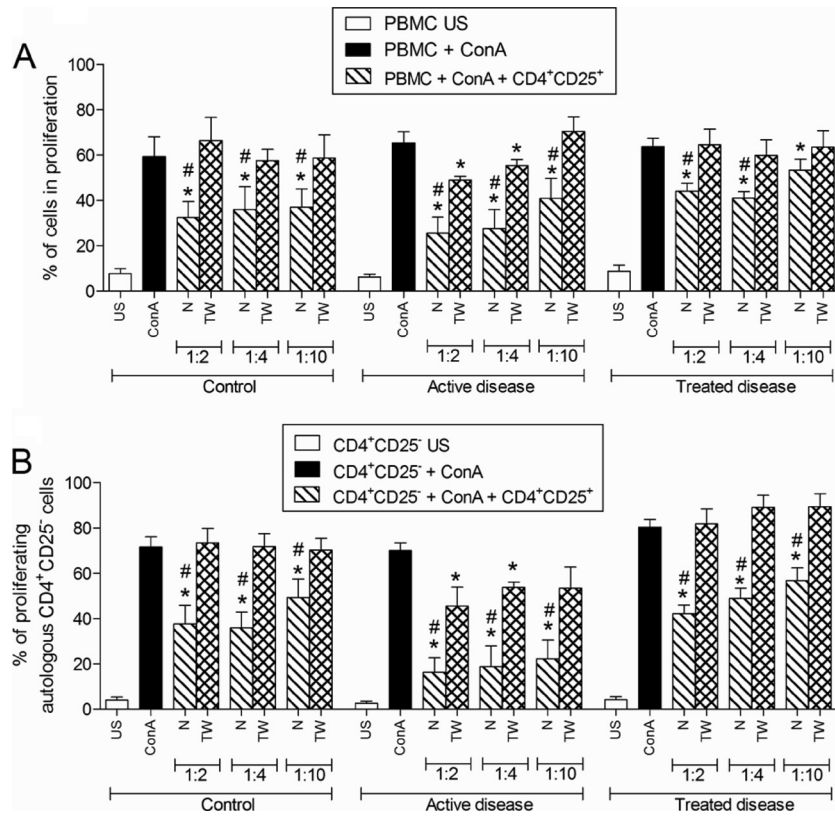 A
PBMC US
PBMC + ConA
PBMC + ConA + CD4+CD25+
% of cells in proliferation
100
80
60
40
20
0
# * # * # * # * * # * * # * # * # * *
US ConA N TW N TW N TW US ConA N TW N TW N TW US ConA N TW N TW N TW
1:2 1:4 1:10 1:2 1:4 1:10 1:2 1:4 1:10
Control Active disease Treated disease
B
CD4+CD25- US
CD4+CD25- + ConA
CD4+CD25- + ConA + CD4+CD25+
% of proliferating
autologous CD4+CD25- cells
100
80
60
40
20
0
# * # * # * # * * # * * # * # * # * # *
US ConA N TW N TW N TW US ConA N TW N TW N TW US ConA N TW N TW N TW
1:2 1:4 1:10 1:2 1:4 1:10 1:2 1:4 1:10
Control Active disease Treated disease